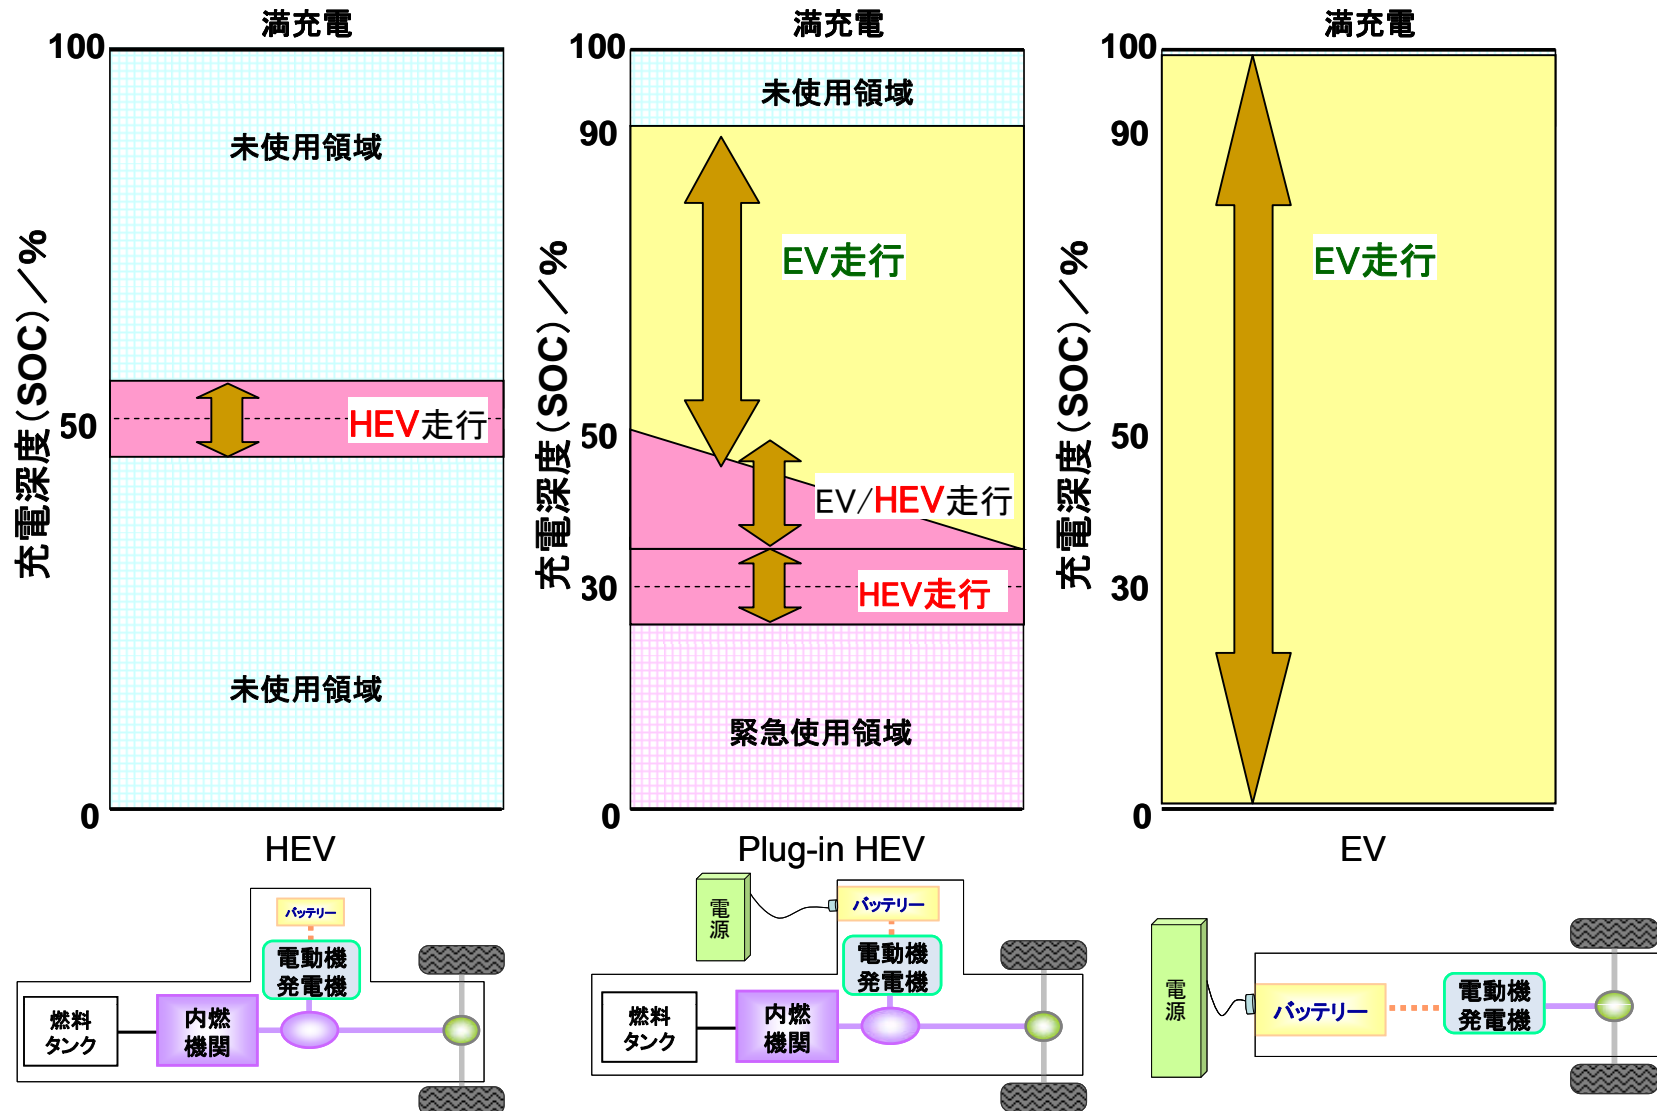 満充電
100
未使用領域
充電深度(SOC)／%
HEV走行
50
未使用領域
0
HEV
バッテリー
電動機
発電機
燃料
タンク
内燃
機関
満充電
100
未使用領域
90
EV走行
充電深度(SOC)／%
50
EV/HEV走行
30
HEV走行
緊急使用領域
0
Plug-in HEV
電
源
バッテリー
電動機
発電機
燃料
タンク
内燃
機関
満充電
100
90
EV走行
充電深度(SOC)／%
50
30
0
EV
電
源
バッテリー
電動機
発電機